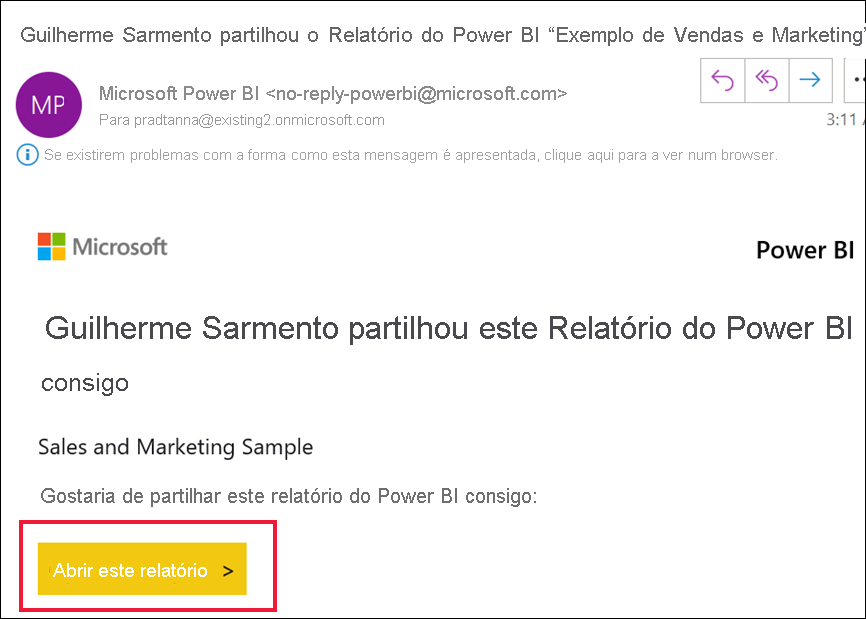 Guilherme Sarmento partilhou o Relatório do Power BI “Exemplo de Vendas e Marketing”
MP
Microsoft Power BI <no-reply-powerbi@microsoft.com>
Para pradtanna@existing2.onmicrosoft.com
3:11
Se existirem problemas com a forma como esta mensagem é apresentada, clique aqui para a ver num browser.
Microsoft
Power BI
Guilherme Sarmento partilhou este Relatório do Power BI
consigo
Sales and Marketing Sample
Gostaria de partilhar este relatório do Power BI consigo:
Abrir este relatório >